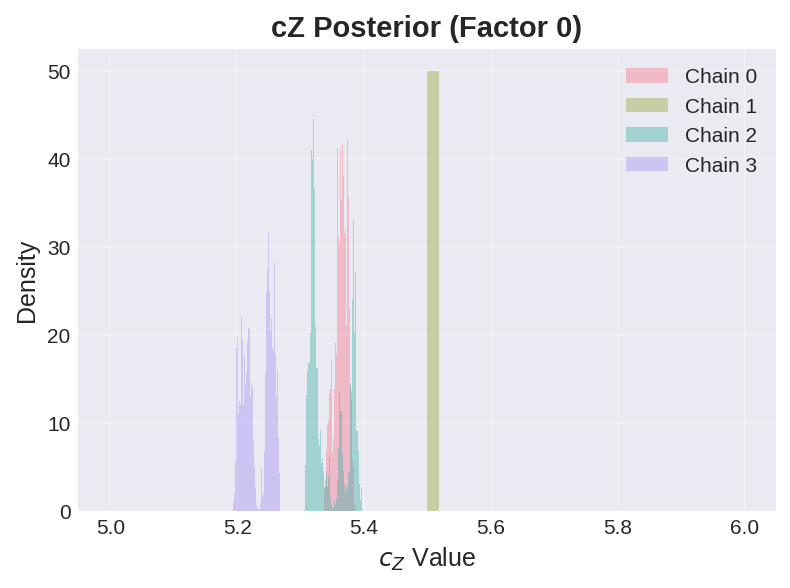 cZ Posterior (Factor 0)
Chain 0
Chain 1
Chain 2
Chain 3
Density
50
40
30
20
10
0
5.0 5.2 5.4 5.6 5.8 6.0
c_Z Value